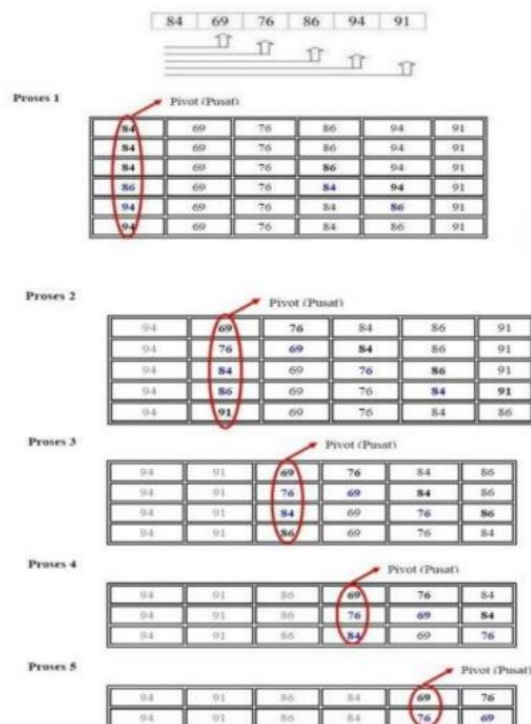 84 69 76 86 94 91
Proses 1
Pivot (Pusat)
84 69 76 86 94 91
84 69 76 86 94 91
84 69 76 86 94 91
86 69 76 84 94 91
94 69 76 84 86 91
94 69 76 84 86 91
Proses 2
Pivot (Pusat)
94 69 76 84 86 91
94 76 69 84 86 91
94 84 69 76 86 91
94 86 69 76 84 91
94 91 69 76 84 86
Proses 3
Pivot (Pusat)
94 91 69 76 84 86
94 91 76 69 84 86
94 91 84 69 76 86
94 91 86 69 76 84
Proses 4
Pivot (Pusat)
94 91 86 69 76 84
94 91 86 76 69 84
94 91 86 84 69 76
Proses 5
Pivot (Pusat)
94 91 86 84 69 76
94 91 86 84 76 69